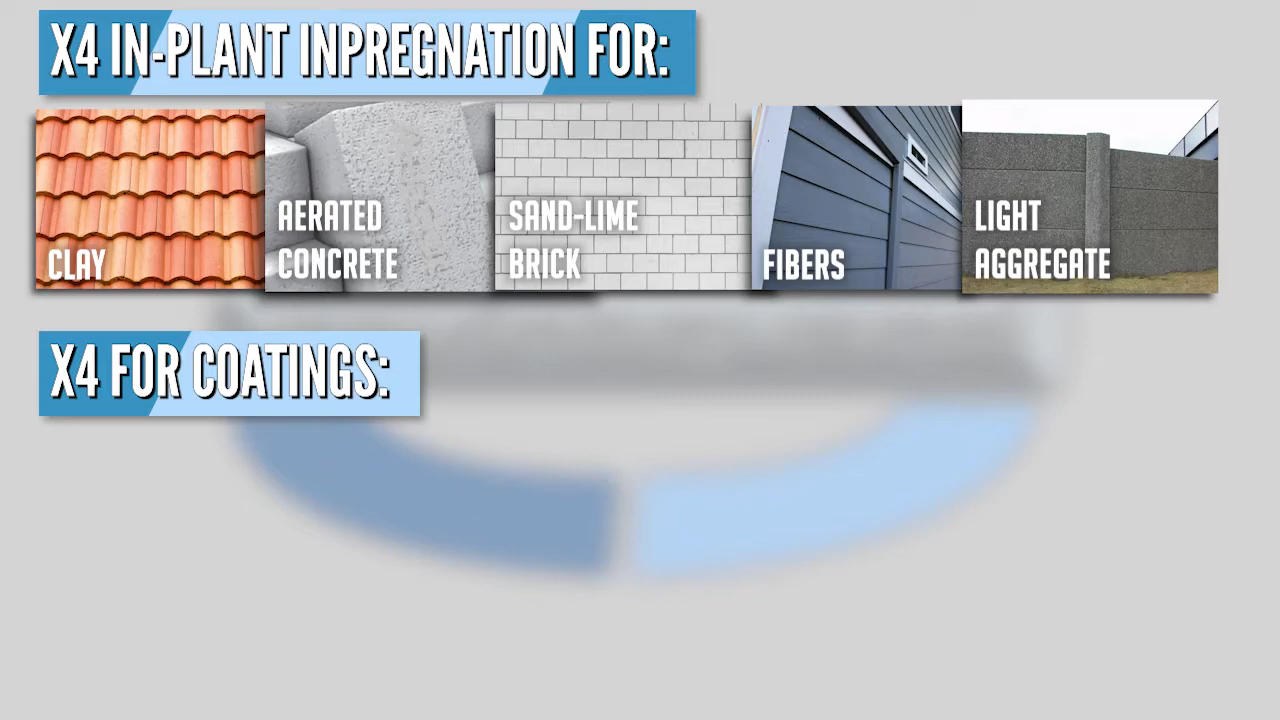 X4 IN-PLANT INPREGNATION FOR:
CLAY
AERATED
CONCRETE
SAND-LIME
BRICK
FIBERS
LIGHT
AGGREGATE
X4 FOR COATINGS: